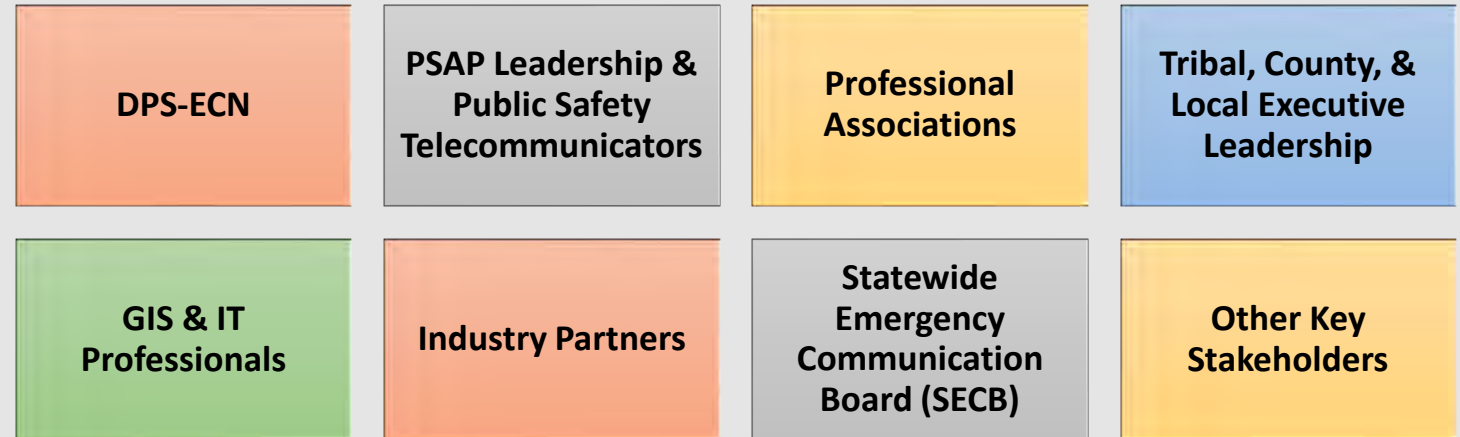 DPS-ECN
PSAP Leadership &
Public Safety
Telecommunicators
Professional
Associations
Tribal, County, &
Local Executive
Leadership
GIS & IT
Professionals
Industry Partners
Statewide
Emergency
Communication
Board (SECB)
Other Key
Stakeholders